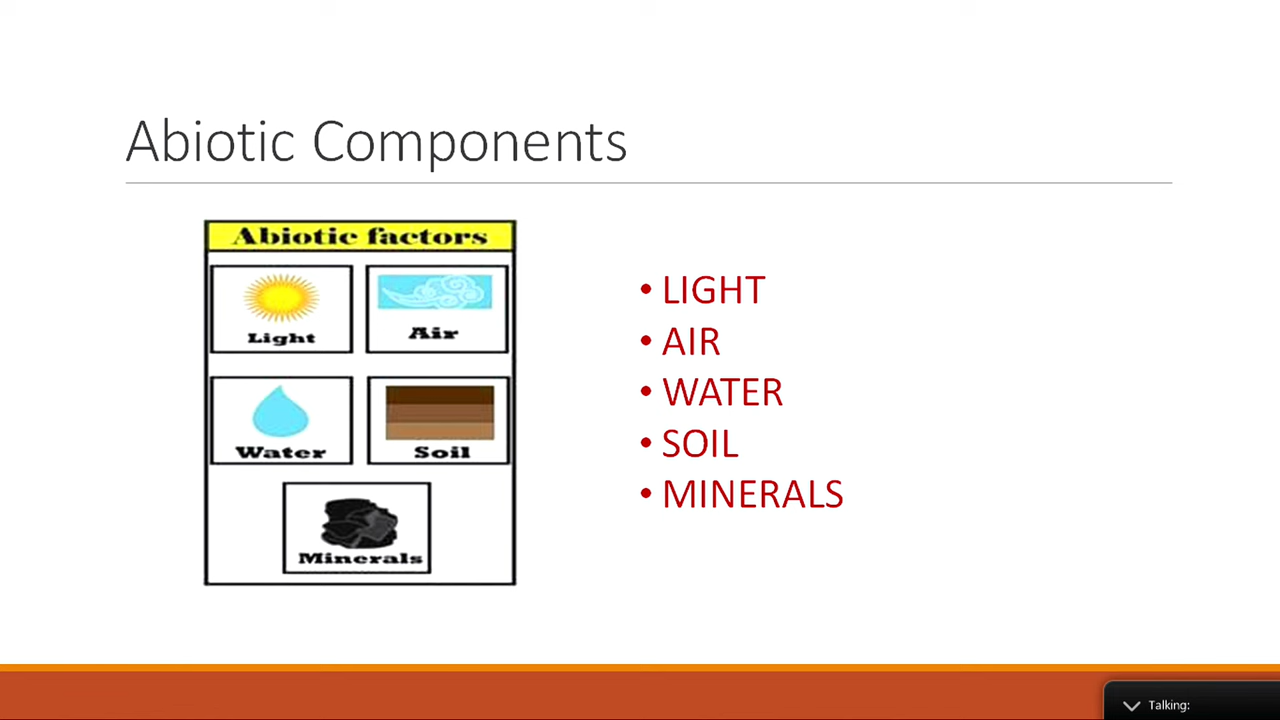 Abiotic Components
Abiotic factors
Light
Air
Water
Soil
Minerals
• LIGHT
• AIR
• WATER
• SOIL
• MINERALS
Talking: